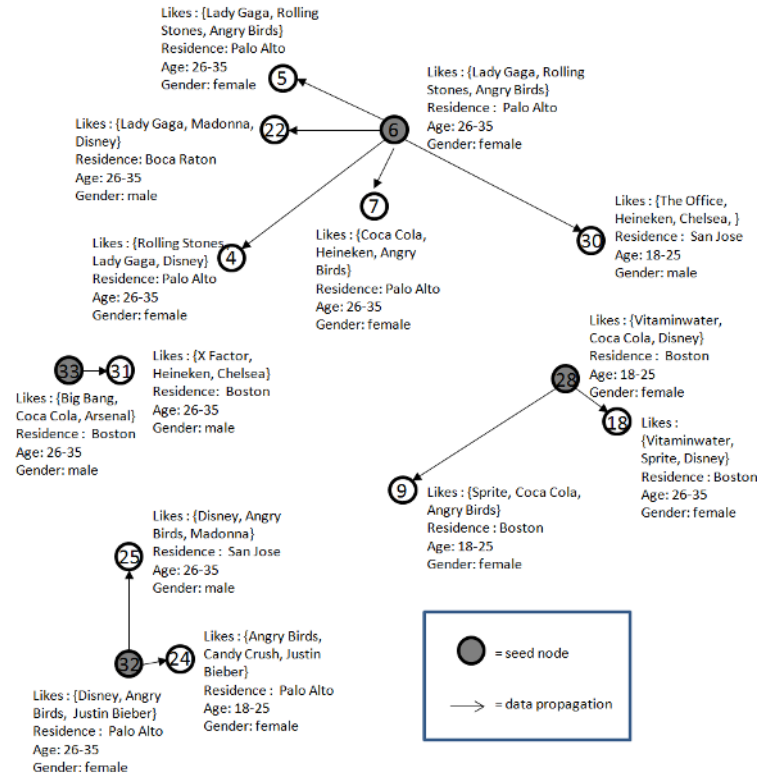 Likes : {Lady Gaga, Rolling
Stones, Angry Birds}
Residence: Palo Alto
Age: 26-35
Gender: female
5
Likes : {Lady Gaga, Rolling
Stones, Angry Birds}
Residence : Palo Alto
Age: 26-35
Gender: female
6
Likes : {Lady Gaga, Madonna,
Disney}
Residence: Boca Raton
Age: 26-35
Gender: male
22
7
Likes : {Coca Cola,
Heineken, Angry
Birds}
Residence: Palo Alto
Age: 26-35
Gender: female
Likes : {The Office,
Heineken, Chelsea, }
Residence : San Jose
Age: 18-25
Gender: male
30
Likes : {Rolling Stones,
Lady Gaga, Disney}
Residence: Palo Alto
Age: 26-35
Gender: female
4
33
31
Likes : {X Factor,
Heineken, Chelsea}
Residence: Boston
Age: 26-35
Gender: male
Likes : {Big Bang,
Coca Cola, Arsenal}
Residence : Boston
Age: 26-35
Gender: male
Likes : {Vitaminwater,
Coca Cola, Disney}
Residence : Boston
Age: 18-25
Gender: female
28
18
Likes :
{Vitaminwater,
Sprite, Disney}
Residence : Boston
Age: 26-35
Gender: female
9
Likes : {Sprite, Coca Cola,
Angry Birds}
Residence : Boston
Age: 18-25
Gender: female
Likes : {Disney, Angry
Birds, Madonna}
Residence : San Jose
Age: 26-35
Gender: male
25
32
24
Likes : {Angry Birds,
Candy Crush, Justin
Bieber}
Residence : Palo Alto
Age: 18-25
Gender: female
Likes : {Disney, Angry
Birds, Justin Bieber}
Residence : Palo Alto
Age: 26-35
Gender: female
= seed node
= data propagation